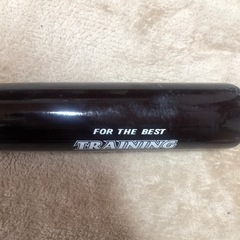 FOR THE BEST
TRAINING